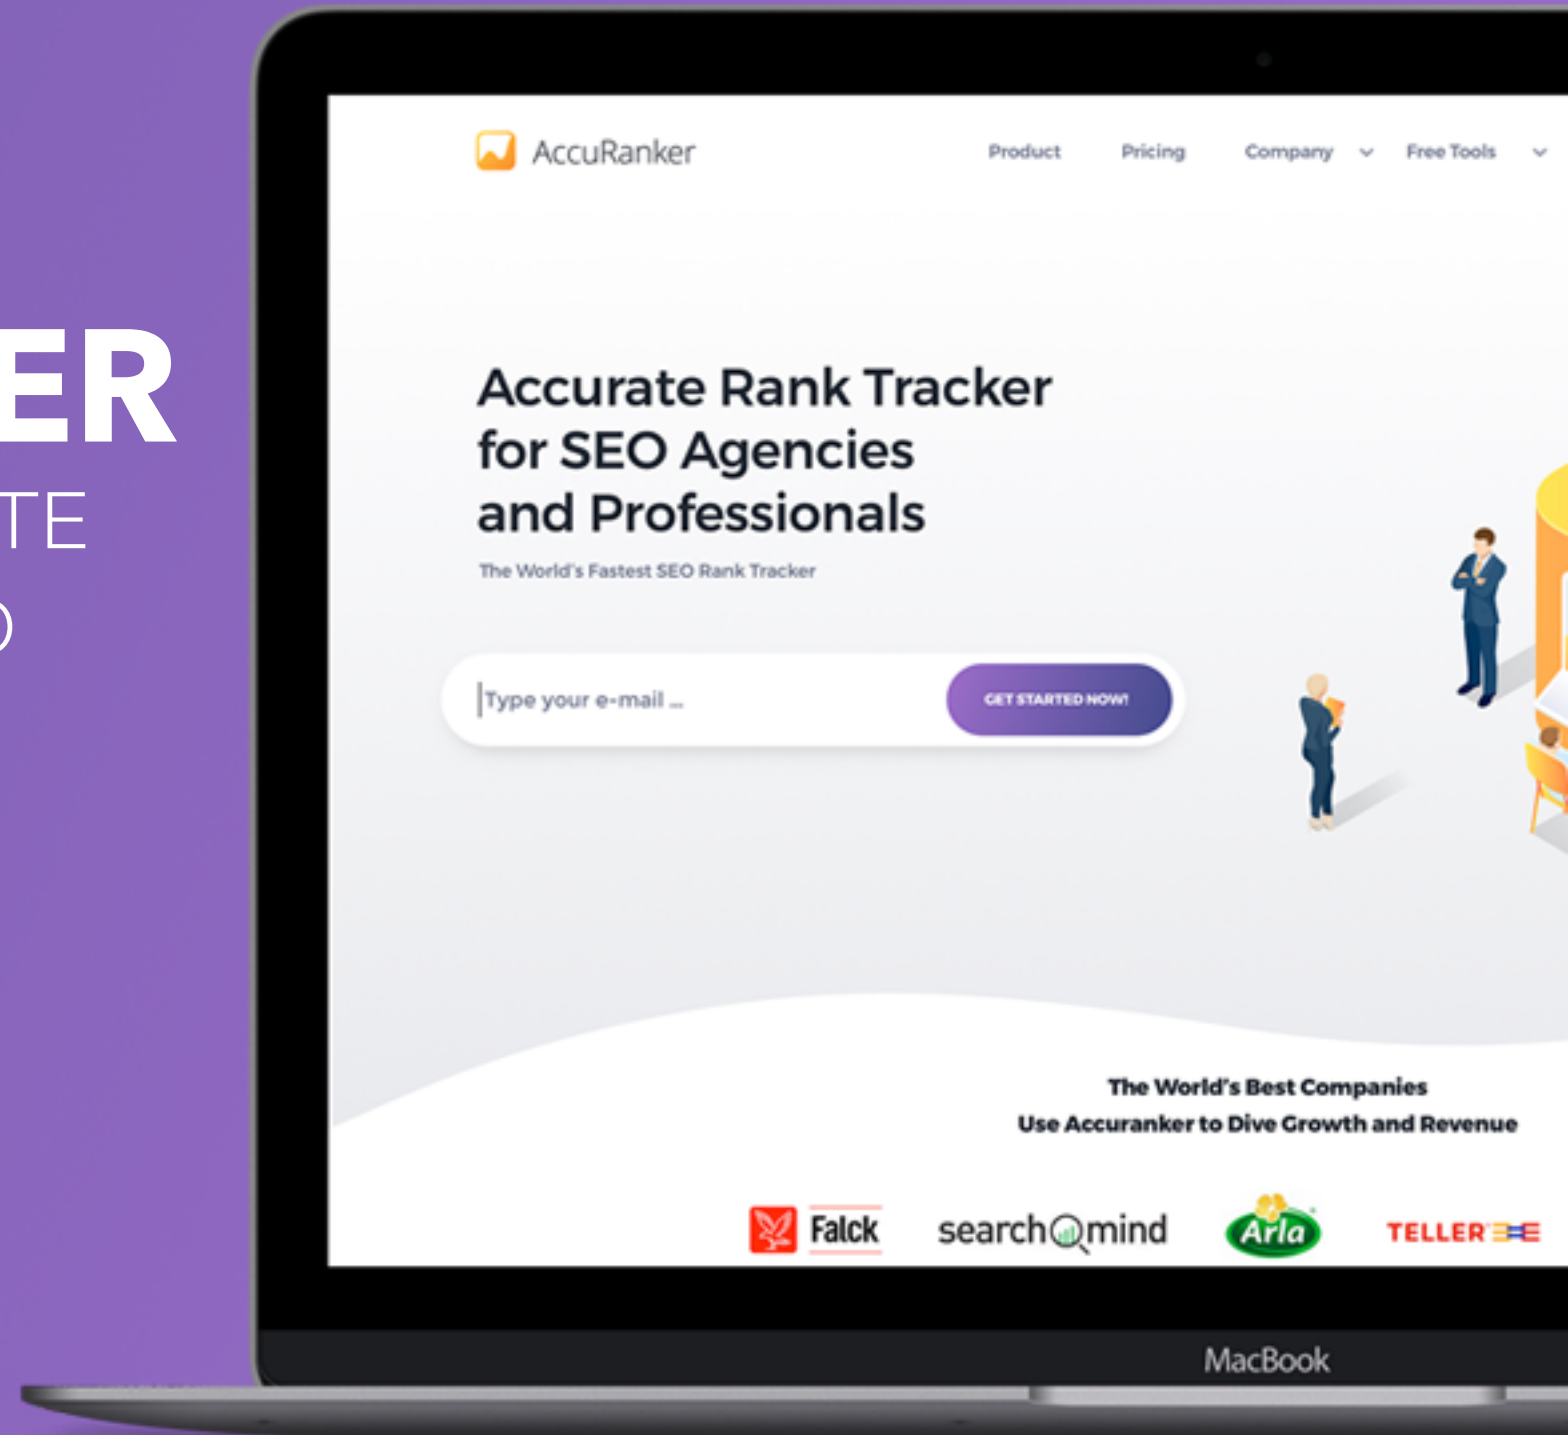 ER
TE
AccuRanker
Product Pricing Company Free Tools
Accurate Rank Tracker
for SEO Agencies
and Professionals
The World's Fastest SEO Rank Tracker
Type your e-mail ...
GET STARTED NOW!
The World's Best Companies
Use Accuranker to Dive Growth and Revenue
Falck
search mind
Arla
TELLER
MacBook